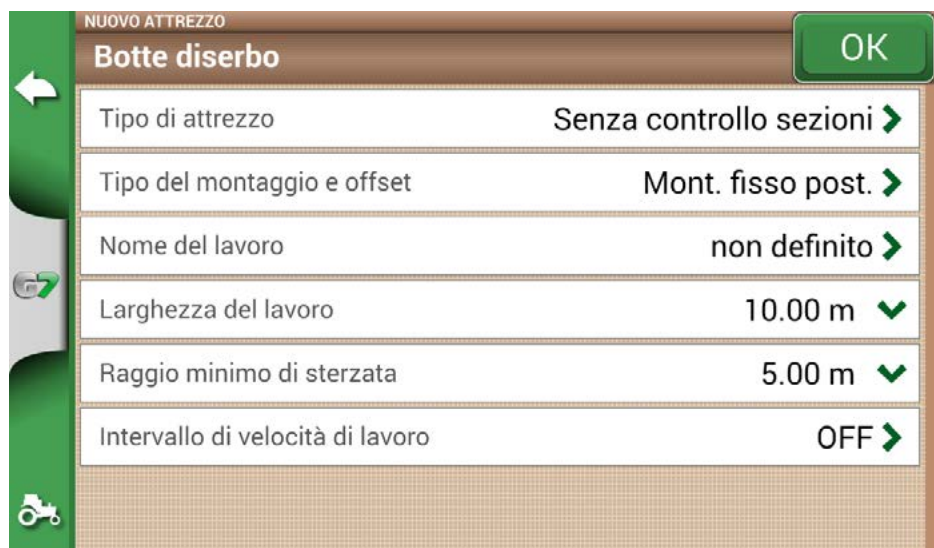 NUOVO ATTREZZO
Botte diserbo
OK
Tipo di attrezzo Senza controllo sezioni
Tipo del montaggio e offset Mont. fisso post.
Nome del lavoro non definito
G7
Larghezza del lavoro 10.00 m
Raggio minimo di sterzata 5.00 m
Intervallo di velocità di lavoro OFF